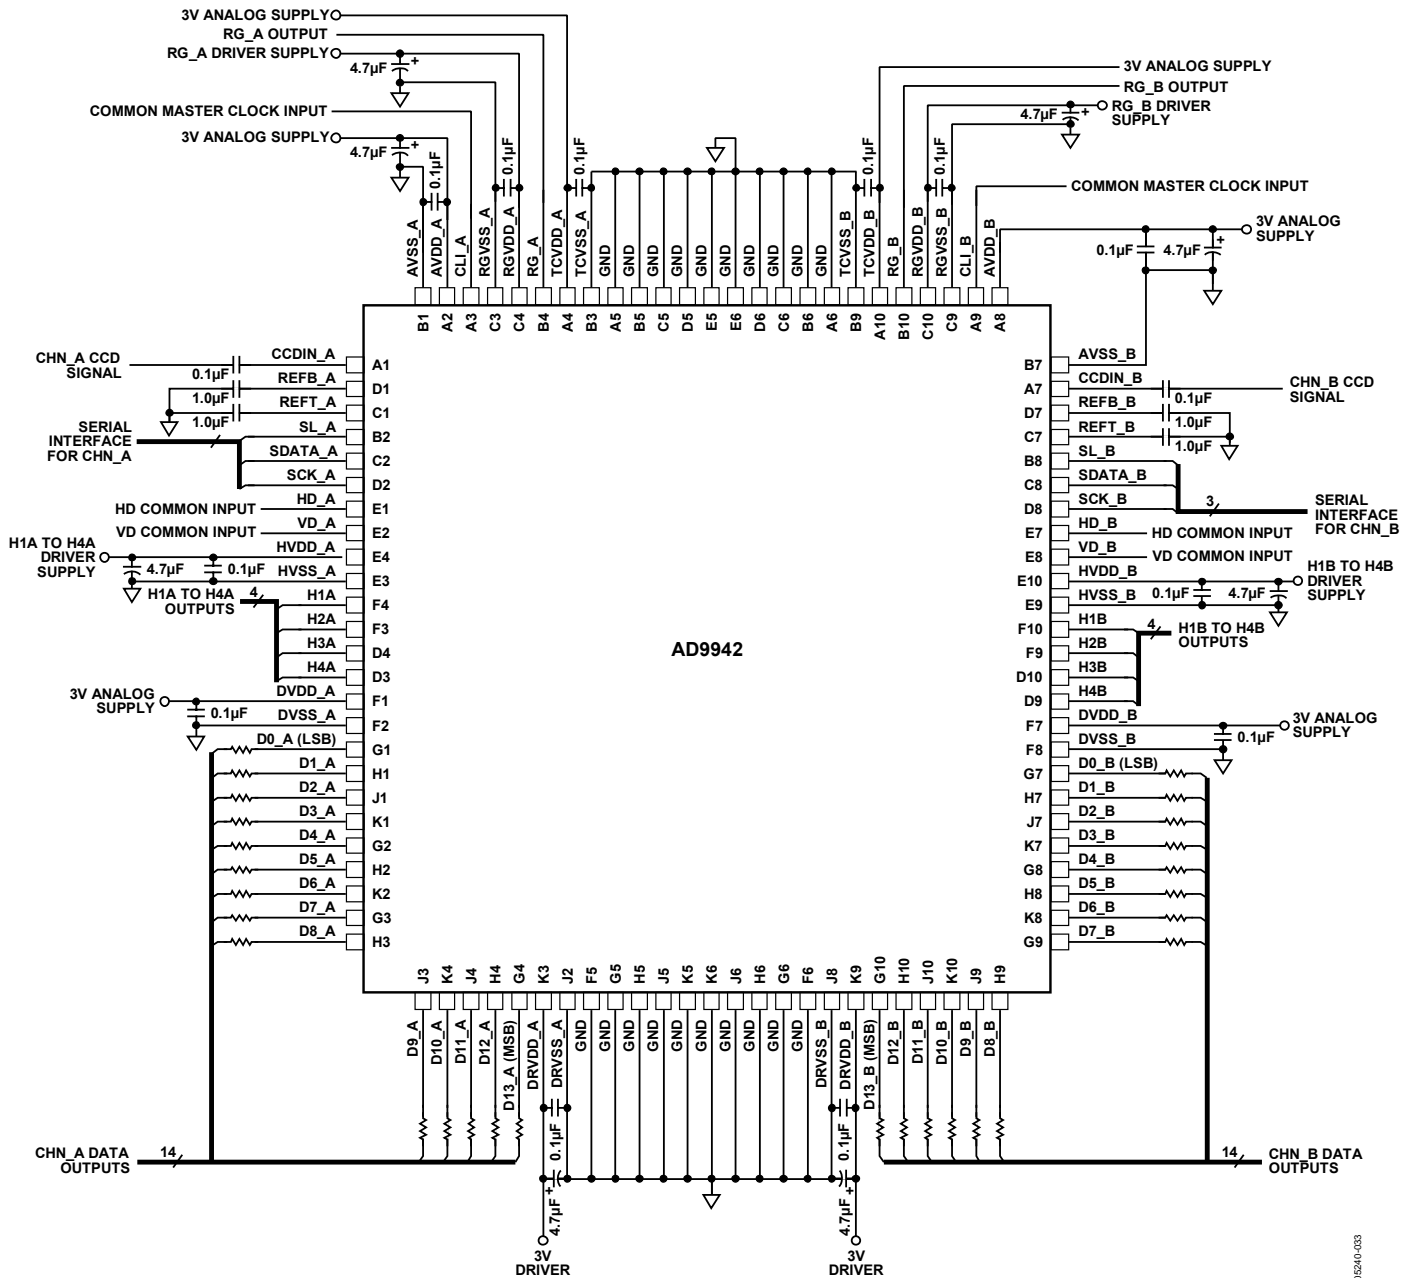 3V ANALOG SUPPLY
RG_A OUTPUT
RG_A DRIVER SUPPLY
4.7µF +
COMMON MASTER CLOCK INPUT
3V ANALOG SUPPLY
4.7µF +
0.1µF
0.1µF
0.1µF
3V ANALOG SUPPLY
RG_B OUTPUT
RG_B DRIVER
SUPPLY
4.7µF +
0.1µF
0.1µF
COMMON MASTER CLOCK INPUT
3V ANALOG
SUPPLY
0.1µF
4.7µF +
AVSS_A
AVDD_A
CLI_A
RGVSS_A
RGVDD_A
RG_A
TCVDD_A
TCVSS_A
GND
GND
GND
GND
GND
GND
GND
GND
GND
GND
TCVSS_B
TCVDD_B
RG_B
RGVDD_B
RGVSS_B
CLI_B
AVDD_B
B1
A2
A3
C3
C4
B4
A4
B3
A5
B5
C5
D5
E5
E6
D6
C6
B6
A6
B9
A10
B10
C10
C9
A9
A8
CHN_A CCD
SIGNAL
0.1µF
CCDIN_A
A1
1.0µF
REFB_A
D1
1.0µF
REFT_A
C1
SERIAL
INTERFACE
FOR CHN_A
SL_A
B2
SDATA_A
C2
SCK_A
D2
HD COMMON INPUT
HD_A
E1
VD COMMON INPUT
VD_A
E2
H1A TO H4A
DRIVER
SUPPLY
4.7µF +
0.1µF
HVDD_A
E4
HVSS_A
E3
H1A TO H4A
OUTPUTS
4
H1A
F4
H2A
F3
H3A
D4
H4A
D3
3V ANALOG
SUPPLY
0.1µF
DVDD_A
F1
DVSS_A
F2
D0_A (LSB)
G1
D1_A
H1
D2_A
J1
D3_A
K1
D4_A
G2
D5_A
H2
D6_A
K2
D7_A
G3
D8_A
H3
AD9942
B7
AVSS_B
A7
CCDIN_B
0.1µF
CHN_B CCD
SIGNAL
D7
REFB_B
1.0µF
C7
REFT_B
1.0µF
B8
SL_B
C8
SDATA_B
D8
SCK_B
3
SERIAL
INTERFACE
FOR CHN_B
E7
HD_B
HD COMMON INPUT
E8
VD_B
VD COMMON INPUT
E10
HVDD_B
0.1µF
4.7µF +
H1B TO H4B
DRIVER
SUPPLY
E9
HVSS_B
F10
H1B
4
H1B TO H4B
OUTPUTS
F9
H2B
D10
H3B
D9
H4B
F7
DVDD_B
0.1µF
3V ANALOG
SUPPLY
F8
DVSS_B
G7
D0_B (LSB)
H7
D1_B
J7
D2_B
K7
D3_B
G8
D4_B
H8
D5_B
K8
D6_B
G9
D7_B
J3
K4
J4
H4
G4
K3
J2
F5
G5
H5
J5
K5
K6
J6
H6
G6
F6
J8
K9
G10
H10
J10
K10
J9
H9
D9_A
D10_A
D11_A
D12_A
D13_A (MSB)
DRVDD_A
DRVSS_A
GND
GND
GND
GND
GND
GND
GND
GND
GND
GND
DRVSS_B
DRVDD_B
D13_B (MSB)
D12_B
D11_B
D10_B
D9_B
D8_B
0.1µF
0.1µF
CHN_A DATA
OUTPUTS
14
14
CHN_B DATA
OUTPUTS
4.7µF +
4.7µF +
3V
DRIVER
3V
DRIVER
05240-033